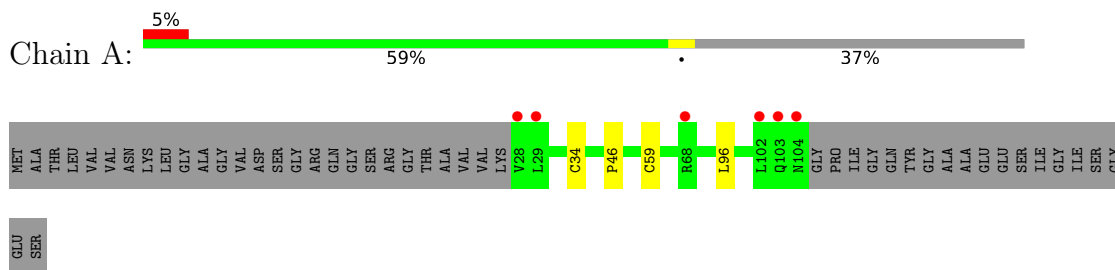 5%
Chain A:
59% • 37%
MET ALA THR LEU VAL VAL ASN LYS LEU GLY ALA GLY VAL ASP SER GLY ARG GLN GLY SER ARG GLY THR ALA VAL VAL LYS V28 L29 C34 P46 C59 R68 L96 L102 Q103 N104 GLY PRO ILE GLY GLN TYR GLY ALA ALA GLU GLU SER ILE GLY ILE SER GLY
GLU SER